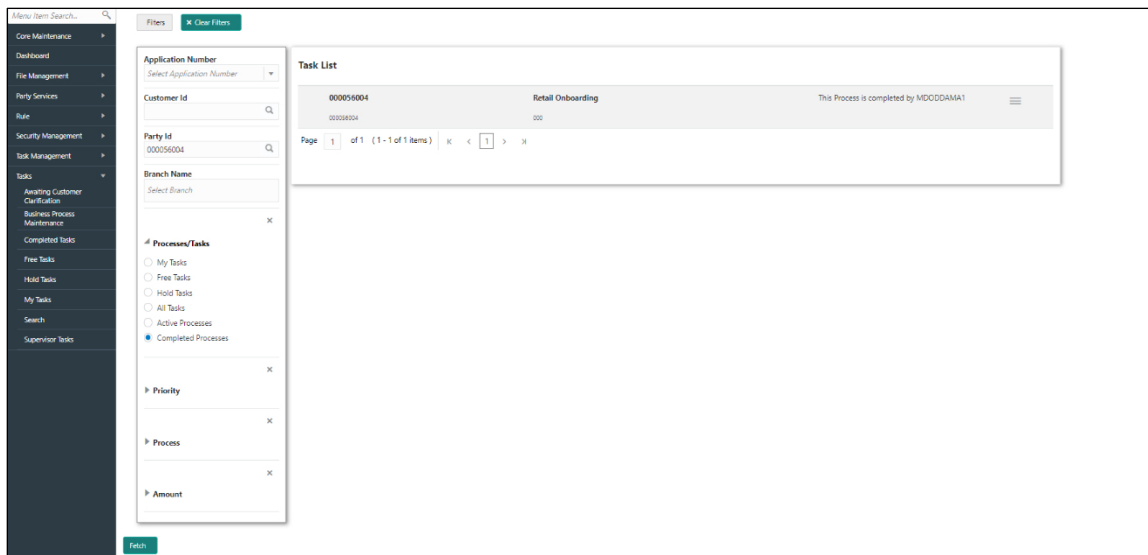 Menu Item Search...
Core Maintenance
Dashboard
File Management
Party Services
Rule
Security Management
Task Management
Tasks
Awaiting Customer
Clarification
Business Process
Maintenance
Completed Tasks
Free Tasks
Hold Tasks
My Tasks
Search
Supervisor Tasks
Filters
× Clear Filters
Application Number
Select Application Number
Customer Id
Party Id
000056004
Branch Name
Select Branch
Processes/Tasks
My Tasks
Free Tasks
Hold Tasks
All Tasks
Active Processes
Completed Processes
Priority
Process
Amount
Fetch
Task List
000056004 Retail Onboarding This Process is completed by MDODDAMA1
000056004 000
Page 1 of 1 (1 - 1 of 1 items) 1